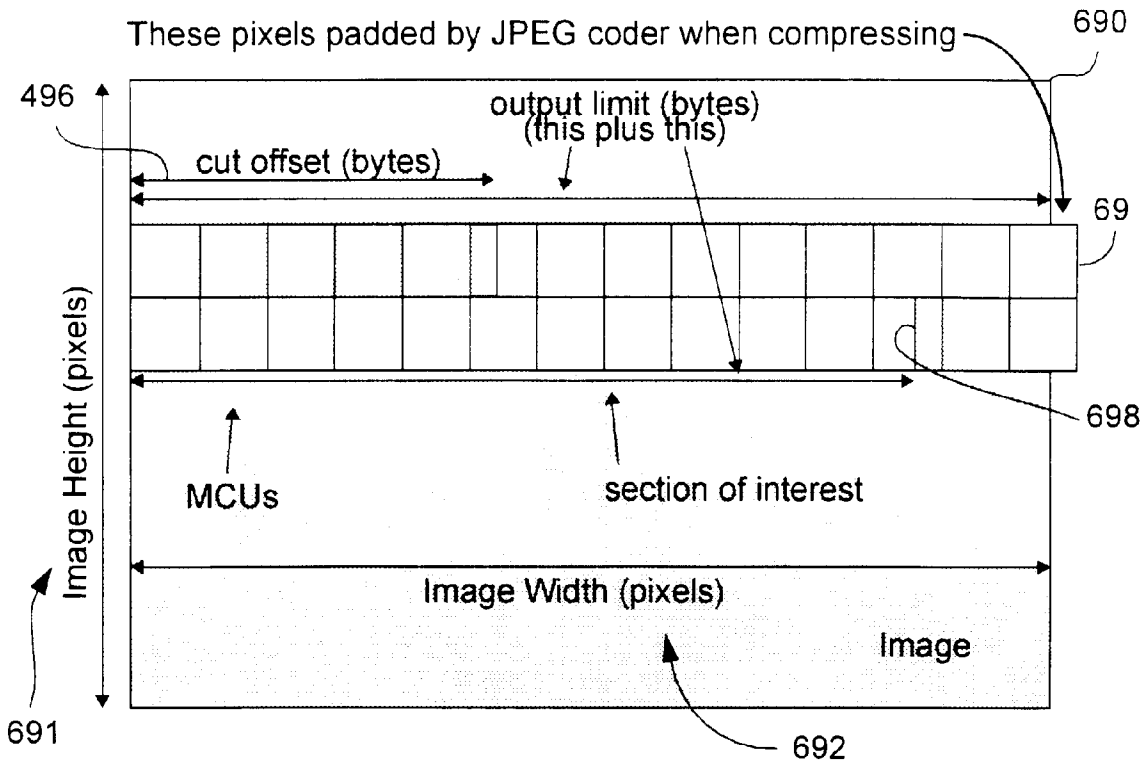 These pixels padded by JPEG coder when compressing
690
496
output limit (bytes)
(this plus this)
cut offset (bytes)
69
Image Height (pixels)
698
MCUs
section of interest
Image Width (pixels)
Image
691
692